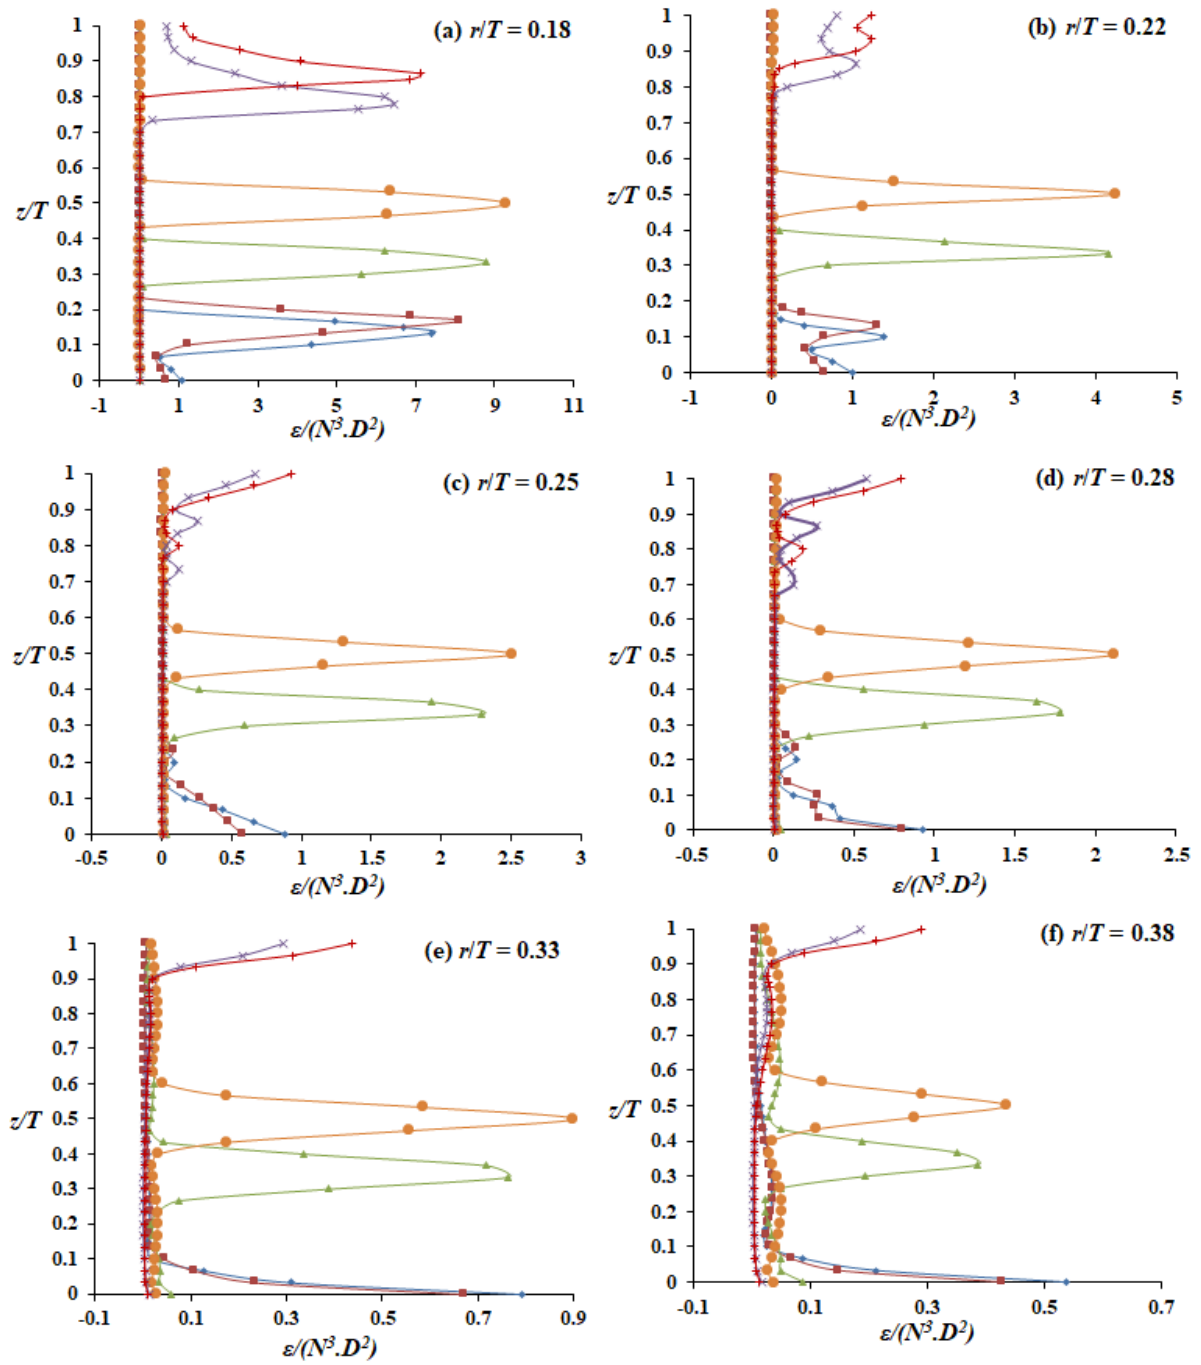 (a) r/T = 0.18
1
0.9
0.8
0.7
0.6
z/T 0.5
0.4
0.3
0.2
0.1
0
-1 1 3 5 7 9 11
ε/(N³.D²)
(b) r/T = 0.22
1
0.9
0.8
0.7
0.6
z/T 0.5
0.4
0.3
0.2
0.1
0
-1 0 1 2 3 4 5
ε/(N³.D²)
(c) r/T = 0.25
1
0.9
0.8
0.7
0.6
z/T 0.5
0.4
0.3
0.2
0.1
0
-0.5 0 0.5 1 1.5 2 2.5 3
ε/(N³.D²)
(d) r/T = 0.28
1
0.9
0.8
0.7
0.6
z/T 0.5
0.4
0.3
0.2
0.1
0
-0.5 0 0.5 1 1.5 2 2.5
ε/(N³.D²)
(e) r/T = 0.33
1
0.9
0.8
0.7
0.6
z/T 0.5
0.4
0.3
0.2
0.1
0
-0.1 0.1 0.3 0.5 0.7 0.9
ε/(N³.D²)
(f) r/T = 0.38
1
0.9
0.8
0.7
0.6
z/T 0.5
0.4
0.3
0.2
0.1
0
-0.1 0.1 0.3 0.5 0.7
ε/(N³.D²)